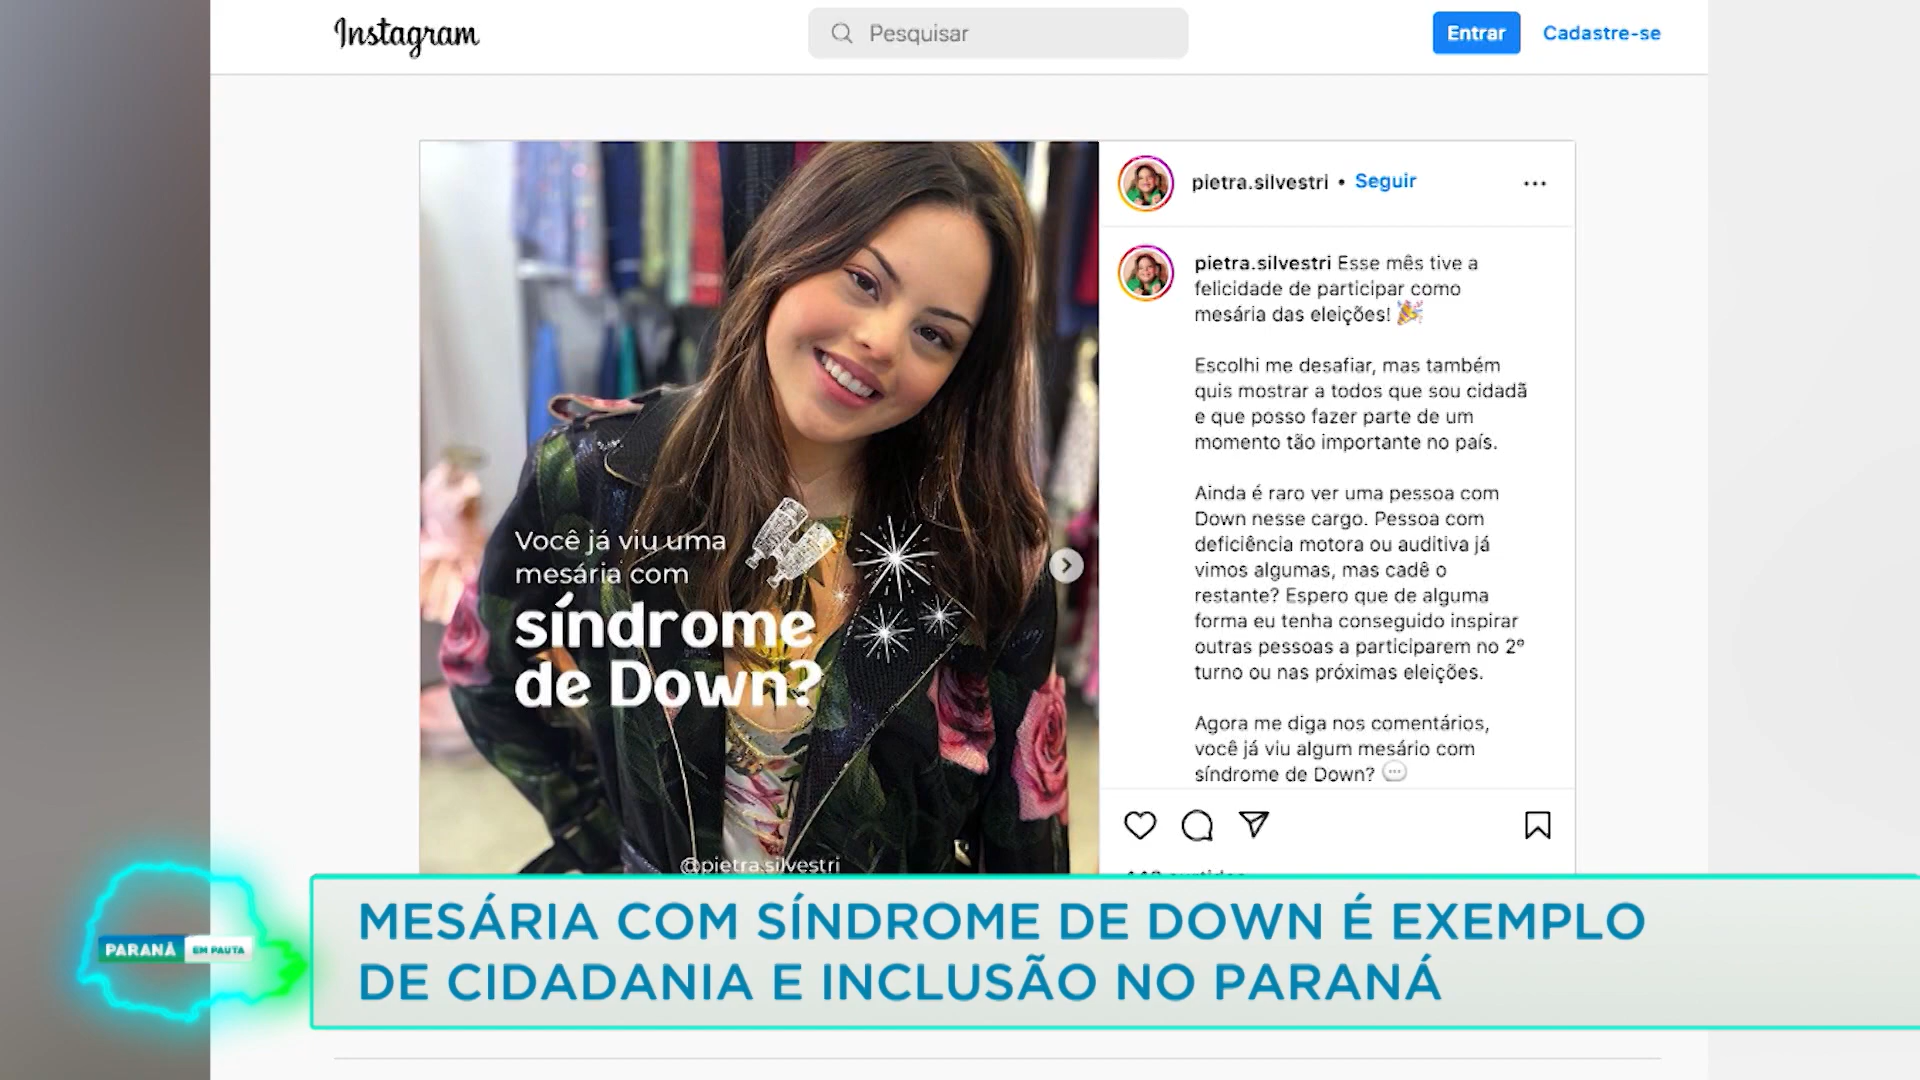 Instagram
Pesquisar
Entrar
Cadastre-se
pietra.silvestri • Seguir
pietra.silvestri Esse mês tive a
felicidade de participar como
mesária das eleições! 🎉
Escolhi me desafiar, mas também
quis mostrar a todos que sou cidadã
e que posso fazer parte de um
momento tão importante no país.
Ainda é raro ver uma pessoa com
Down nesse cargo. Pessoa com
deficiência motora ou auditiva já
vimos algumas, mas cadê o
restante? Espero que de alguma
forma eu tenha conseguido inspirar
outras pessoas a participarem no 2º
turno ou nas próximas eleições.
Agora me diga nos comentários,
você já viu algum mesário com
síndrome de Down? 💬
Você já viu uma
mesária com
síndrome
de Down?
@pietra.silvestri
PARANÁ EM PAUTA
MESÁRIA COM SÍNDROME DE DOWN É EXEMPLO
DE CIDADANIA E INCLUSÃO NO PARANÁ